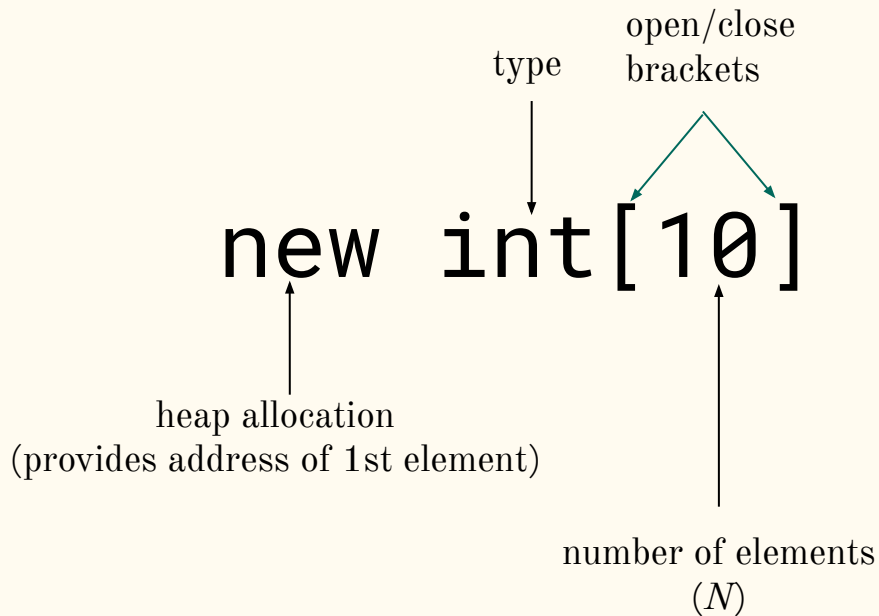 open/close
brackets
type
new int[10]
heap allocation
(provides address of 1st element)
number of elements
(N)